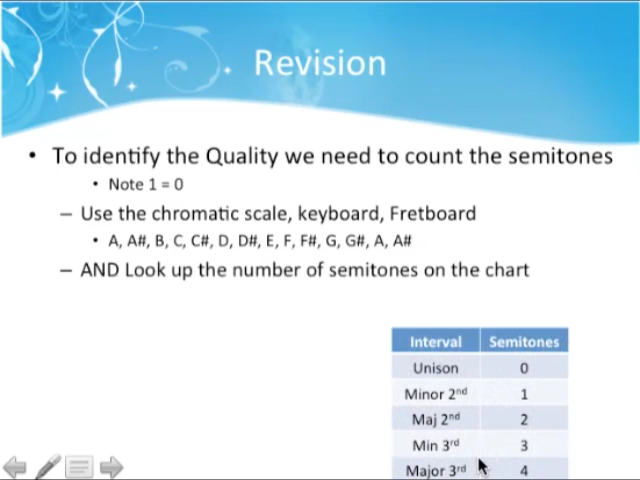 Revision
• To identify the Quality we need to count the semitones
• Note 1 = 0
– Use the chromatic scale, keyboard, Fretboard
• A, A#, B, C, C#, D, D#, E, F, F#, G, G#, A, A#
– AND Look up the number of semitones on the chart
Interval Semitones
Unison 0
Minor 2nd 1
Maj 2nd 2
Min 3rd 3
Major 3rd 4